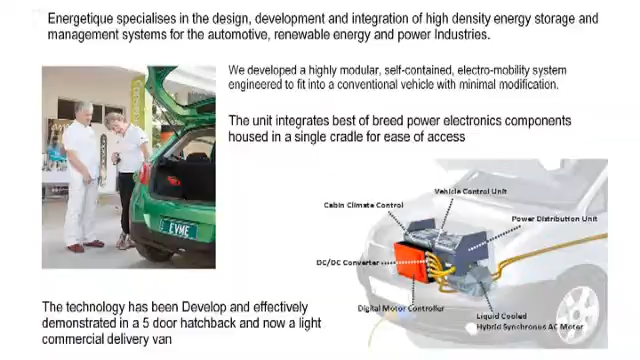 Energetique specialises in the design, development and integration of high density energy storage and
management systems for the automotive, renewable energy and power Industries.
We developed a highly modular, self-contained, electro-mobility system
engineered to fit into a conventional vehicle with minimal modification.
The unit integrates best of breed power electronics components
housed in a single cradle for ease of access
EVME
Vehicle Control Unit
Cabin Climate Control
Power Distribution Unit
DC/DC Converter
Digital Motor Controller
Liquid Cooled
Hybrid Synchronous AC Motor
The technology has been Develop and effectively
demonstrated in a 5 door hatchback and now a light
commercial delivery van